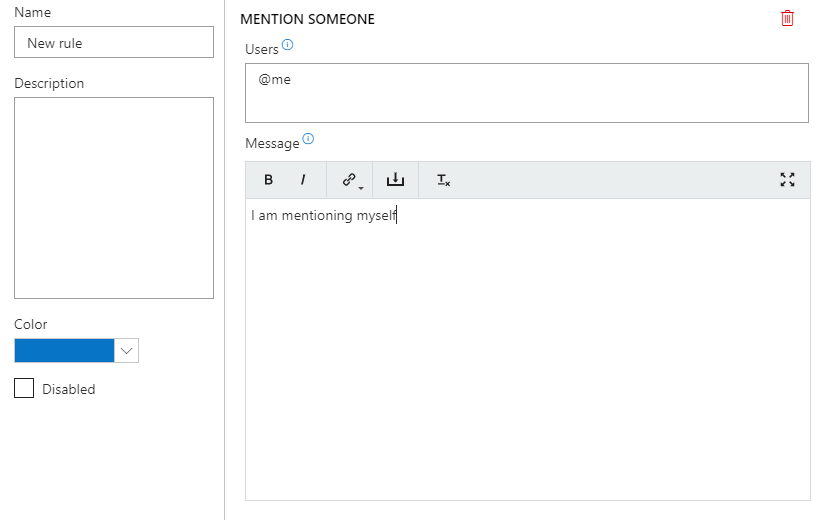 Name
New rule
Description
Color
Disabled
MENTION SOMEONE
Users
@me
Message
B I
I am mentioning myself